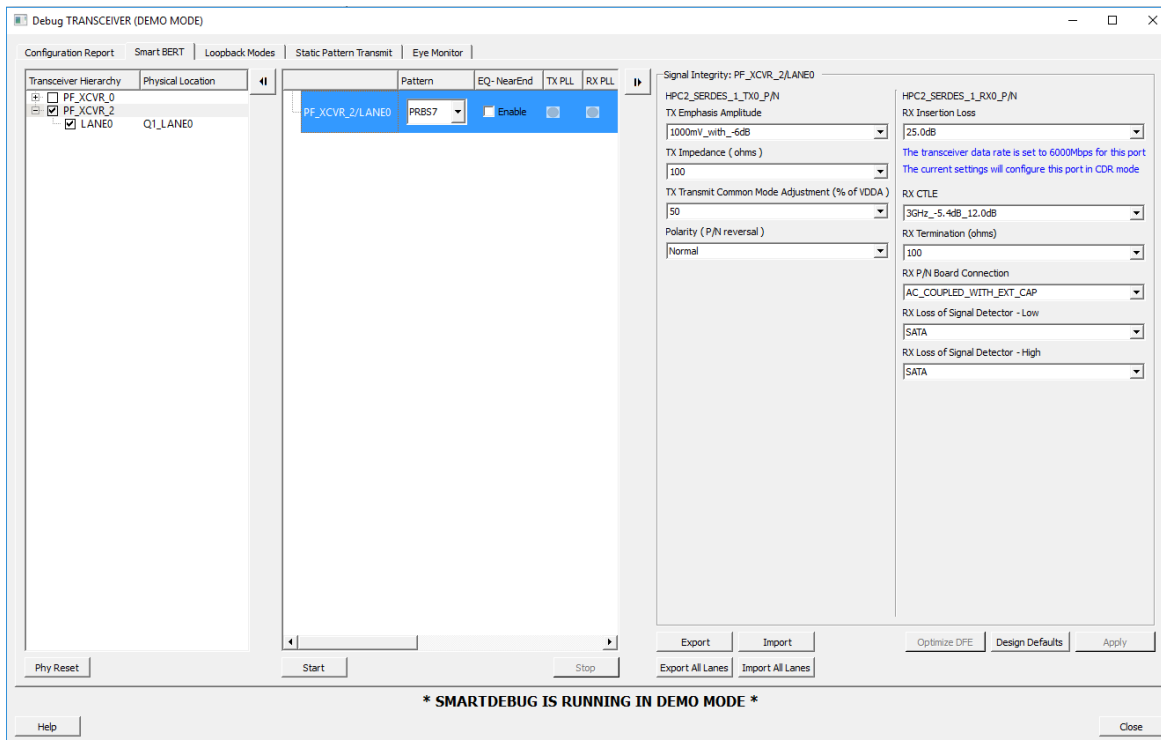 Debug TRANSCEIVER (DEMO MODE)
Configuration Report Smart BERT Loopback Modes Static Pattern Transmit Eye Monitor
Transceiver Hierarchy Physical Location
PF_XCVR_0
PF_XCVR_2
LANE0 Q1_LANE0
Phy Reset
Pattern EQ-NearEnd TX PLL RX PLL
PF_XCVR_2/LANE0 PRBS7 Enable
Start Stop
Signal Integrity: PF_XCVR_2/LANE0
HPC2_SERDES_1_TX0_P/N
TX Emphasis Amplitude
1000mV_with_-6dB
TX Impedance ( ohms )
100
TX Transmit Common Mode Adjustment (% of VDDA )
50
Polarity ( P/N reversal )
Normal
HPC2_SERDES_1_RX0_P/N
RX Insertion Loss
25.0dB
The transceiver data rate is set to 6000Mbps for this port
The current settings will configure this port in CDR mode
RX CTLE
3GHz_-5.4dB_12.0dB
RX Termination (ohms)
100
RX P/N Board Connection
AC_COUPLED_WITH_EXT_CAP
RX Loss of Signal Detector - Low
SATA
RX Loss of Signal Detector - High
SATA
Export Import Optimize DFE Design Defaults Apply
Export All Lanes Import All Lanes
* SMARTDEBUG IS RUNNING IN DEMO MODE *
Help Close